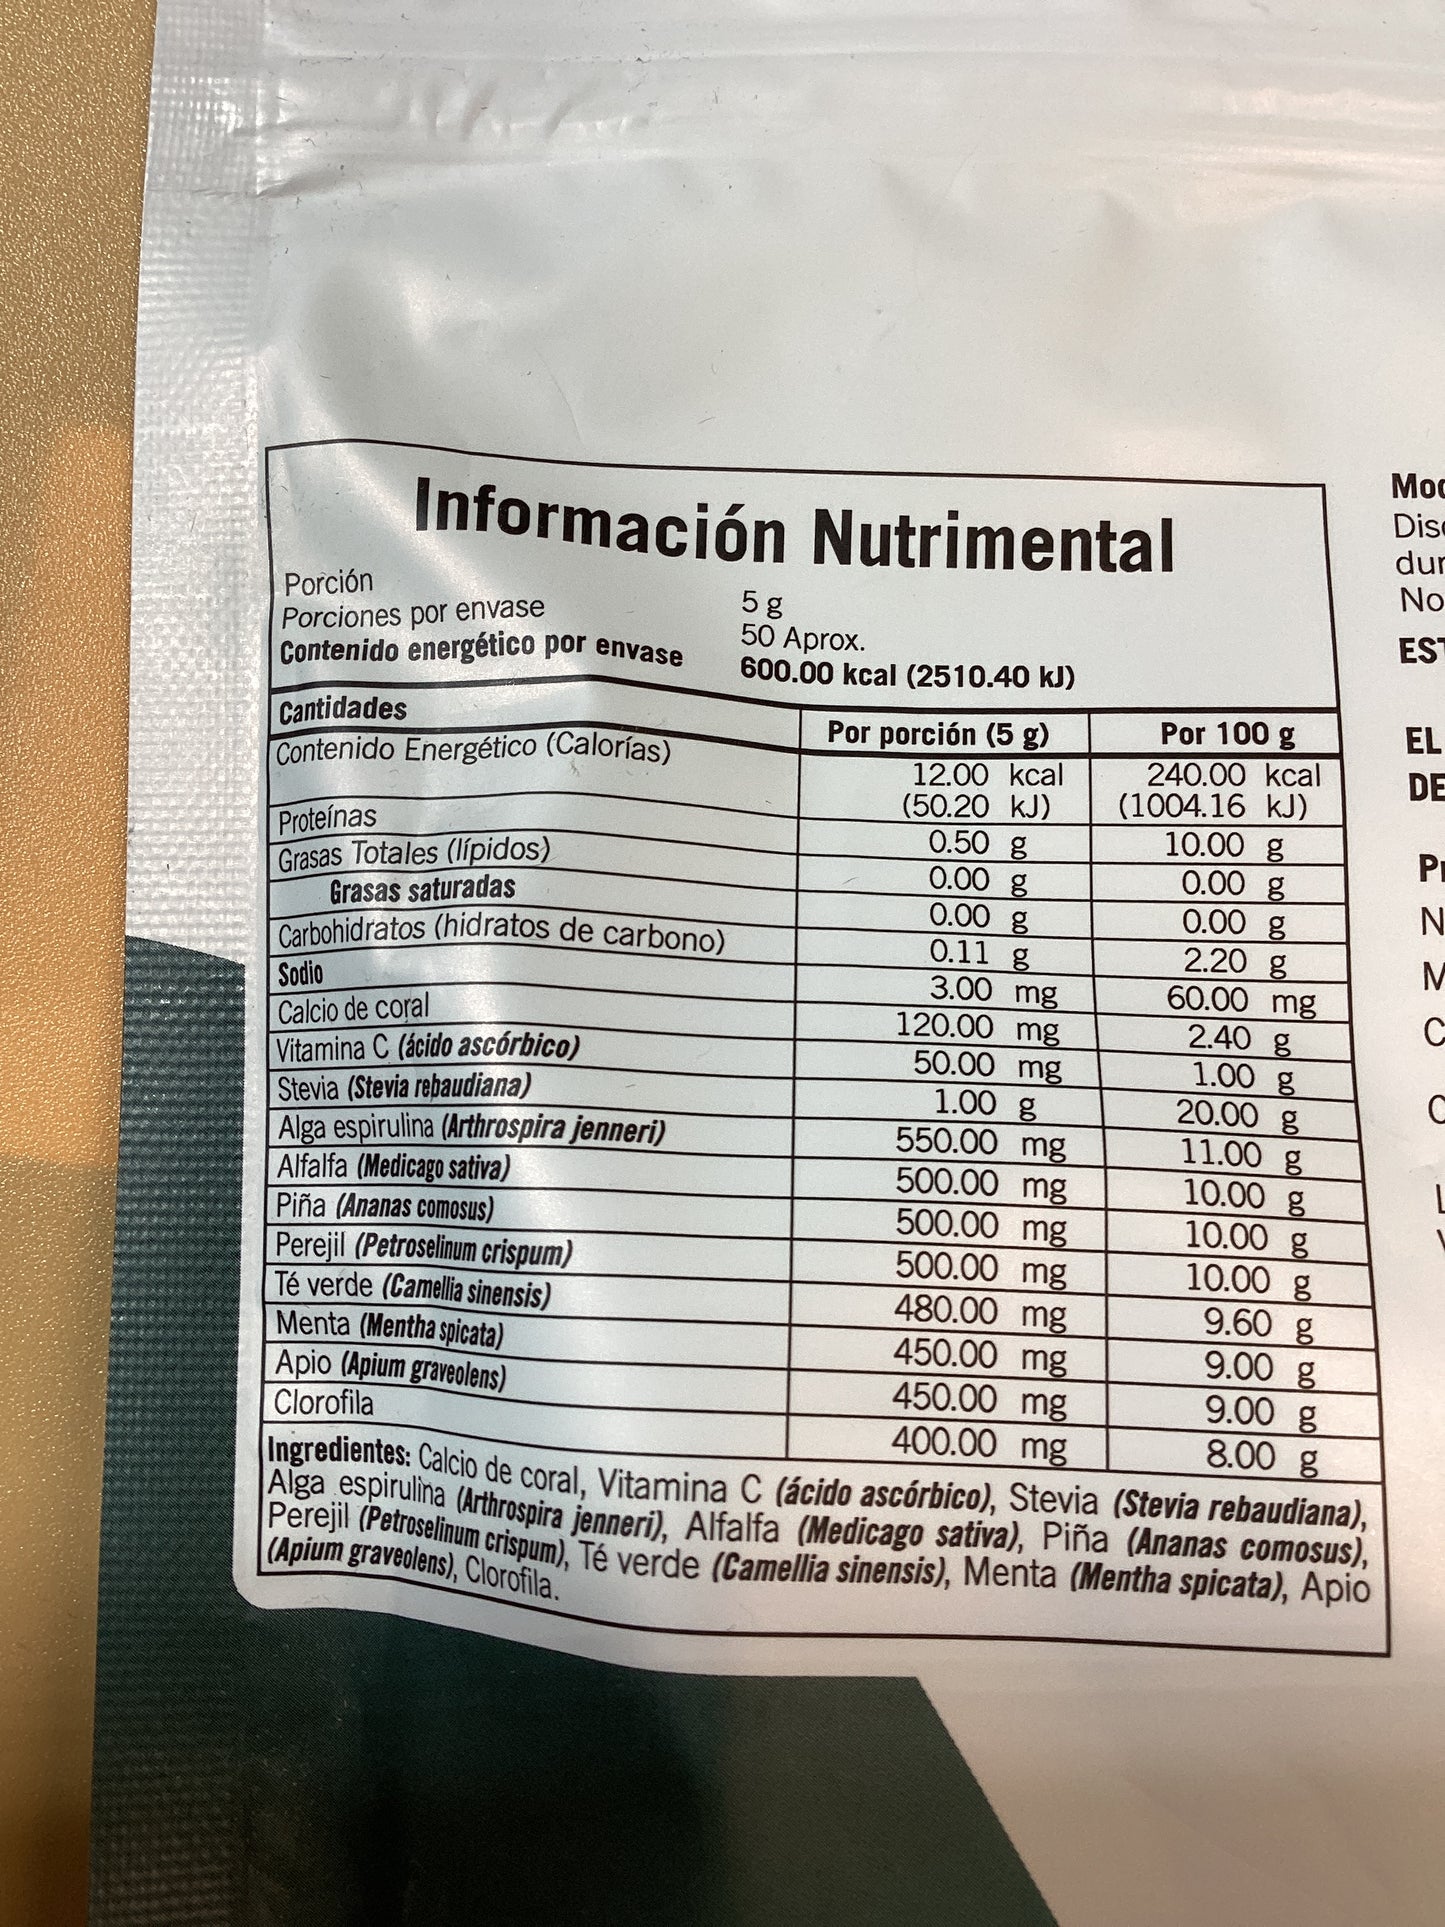 Información Nutrimental
Porción 5 g
Porciones por envase 50 Aprox.
Contenido energético por envase 600.00 kcal (2510.40 kJ)
Cantidades Por porción (5 g) Por 100 g
Contenido Energético (Calorías) 12.00 kcal 240.00 kcal
(50.20 kJ) (1004.16 kJ)
Proteínas 0.50 g 10.00 g
Grasas Totales (lípidos) 0.00 g 0.00 g
Grasas saturadas 0.00 g 0.00 g
Carbohidratos (hidratos de carbono) 0.11 g 2.20 g
Sodio 3.00 mg 60.00 mg
Calcio de coral 120.00 mg 2.40 g
Vitamina C (ácido ascórbico) 50.00 mg 1.00 g
Stevia (Stevia rebaudiana) 1.00 g 20.00 g
Alga espirulina (Arthrospira jenneri) 550.00 mg 11.00 g
Alfalfa (Medicago sativa) 500.00 mg 10.00 g
Piña (Ananas comosus) 500.00 mg 10.00 g
Perejil (Petroselinum crispum) 500.00 mg 10.00 g
Té verde (Camellia sinensis) 480.00 mg 9.60 g
Menta (Mentha spicata) 450.00 mg 9.00 g
Apio (Apium graveolens) 450.00 mg 9.00 g
Clorofila 400.00 mg 8.00 g
Ingredientes: Calcio de coral, Vitamina C (ácido ascórbico), Stevia (Stevia rebaudiana),
Alga espirulina (Arthrospira jenneri), Alfalfa (Medicago sativa), Piña (Ananas comosus),
Perejil (Petroselinum crispum), Té verde (Camellia sinensis), Menta (Mentha spicata), Apio
(Apium graveolens), Clorofila.
No
EL